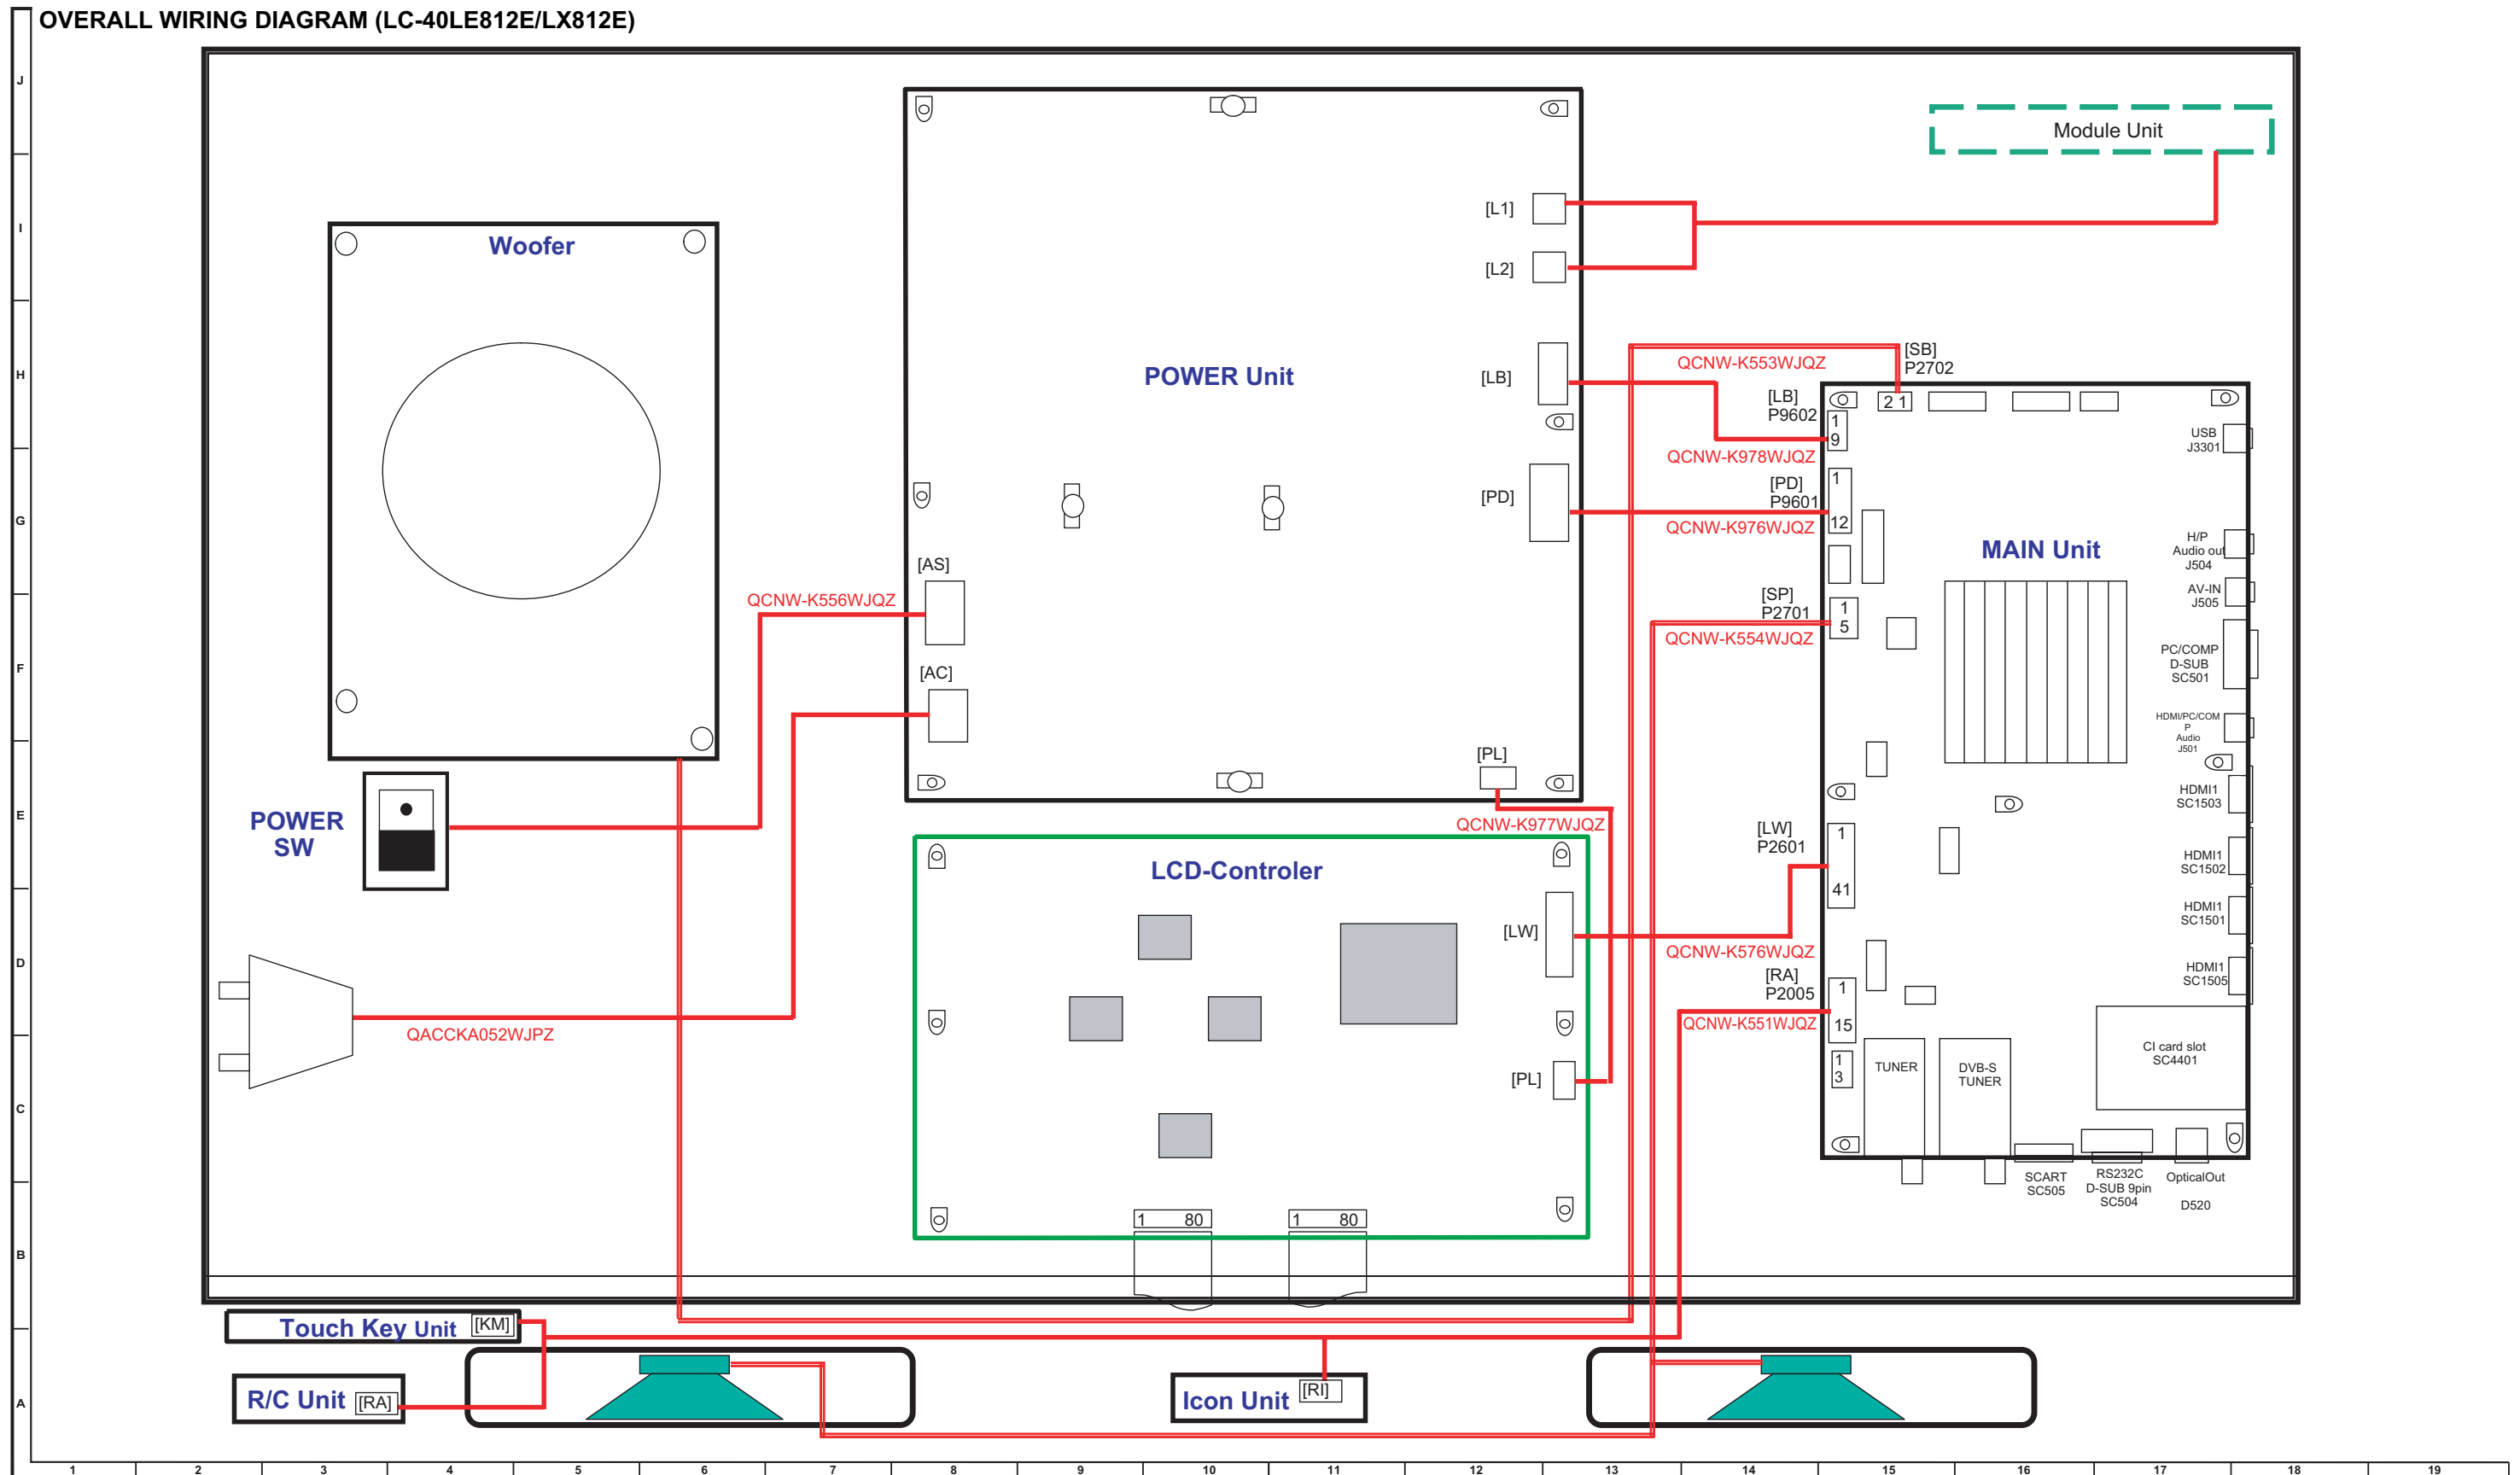 OVERALL WIRING DIAGRAM (LC-40LE812E/LX812E)
J
I
H
G
F
E
D
C
B
A
Module Unit
Woofer
[L1]
[L2]
POWER Unit
[LB]
[PD]
[AS]
[AC]
[PL]
QCNW-K556WJQZ
QCNW-K553WJQZ
[SB]
P2702
[LB]
P9602
2 1
1
9
QCNW-K978WJQZ
[PD]
P9601
1
12
QCNW-K976WJQZ
[SP]
P2701
1
5
QCNW-K554WJQZ
MAIN Unit
USB
J3301
H/P
Audio out
J504
AV-IN
J505
PC/COMP
D-SUB
SC501
HDMI/PC/COM
P
Audio
J501
HDMI1
SC1503
HDMI1
SC1502
HDMI1
SC1501
HDMI1
SC1505
POWER
SW
QCNW-K977WJQZ
LCD-Controler
[LW]
P2601
1
41
[LW]
QCNW-K576WJQZ
[RA]
P2005
1
15
QCNW-K551WJQZ
1
3
QACCKA052WJPZ
[PL]
TUNER
DVB-S
TUNER
CI card slot
SC4401
SCART
SC505
RS232C
D-SUB 9pin
SC504
OpticalOut
D520
1 80
1 80
Touch Key Unit [KM]
R/C Unit [RA]
Icon Unit [RI]
1 2 3 4 5 6 7 8 9 10 11 12 13 14 15 16 17 18 19